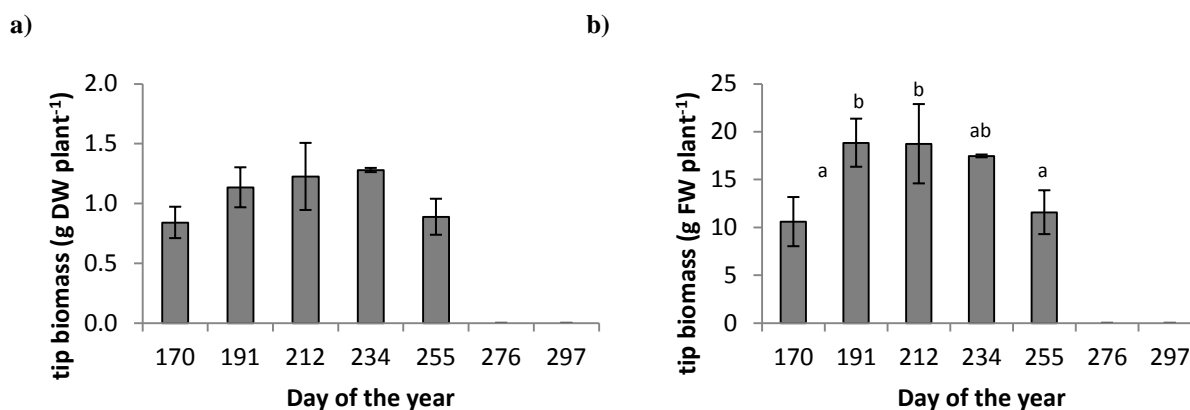 a)
tip biomass (g DW plant⁻¹)
2.0
1.5
1.0
0.5
0.0
170 191 212 234 255 276 297
Day of the year
b)
tip biomass (g FW plant⁻¹)
25
20
15
10
5
0
a b b ab a
170 191 212 234 255 276 297
Day of the year